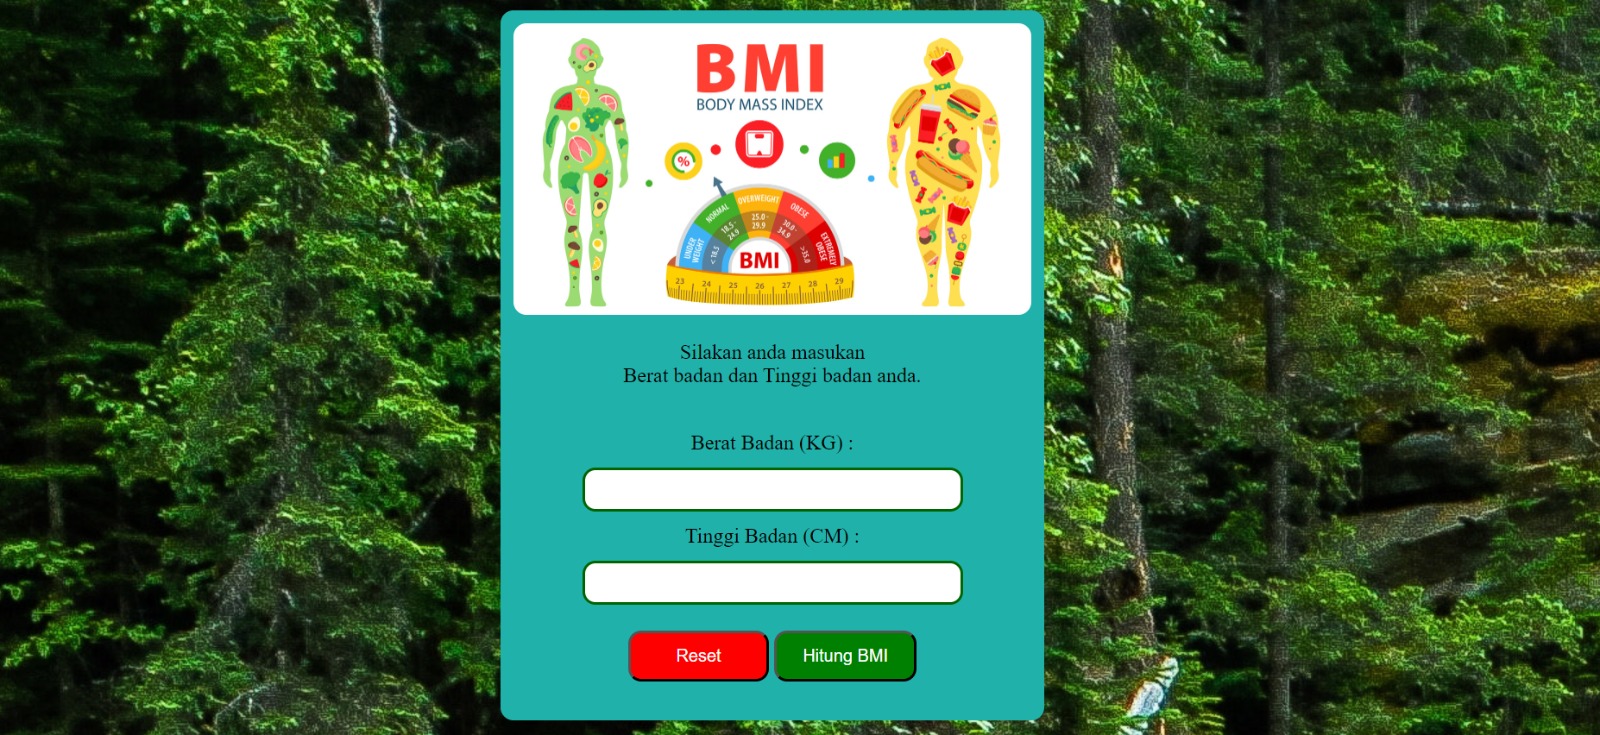 BMI
BODY MASS INDEX
%
UNDER WEIGHT
< 18.5
NORMAL
18.5 - 24.9
OVERWEIGHT
25.0 - 29.9
OBESE
30.0 - 34.9
EXTREMELY OBESE
>35.0
BMI
23 24 25 26 27 28 29
Silakan anda masukan
Berat badan dan Tinggi badan anda.
Berat Badan (KG) :
Tinggi Badan (CM) :
Reset Hitung BMI